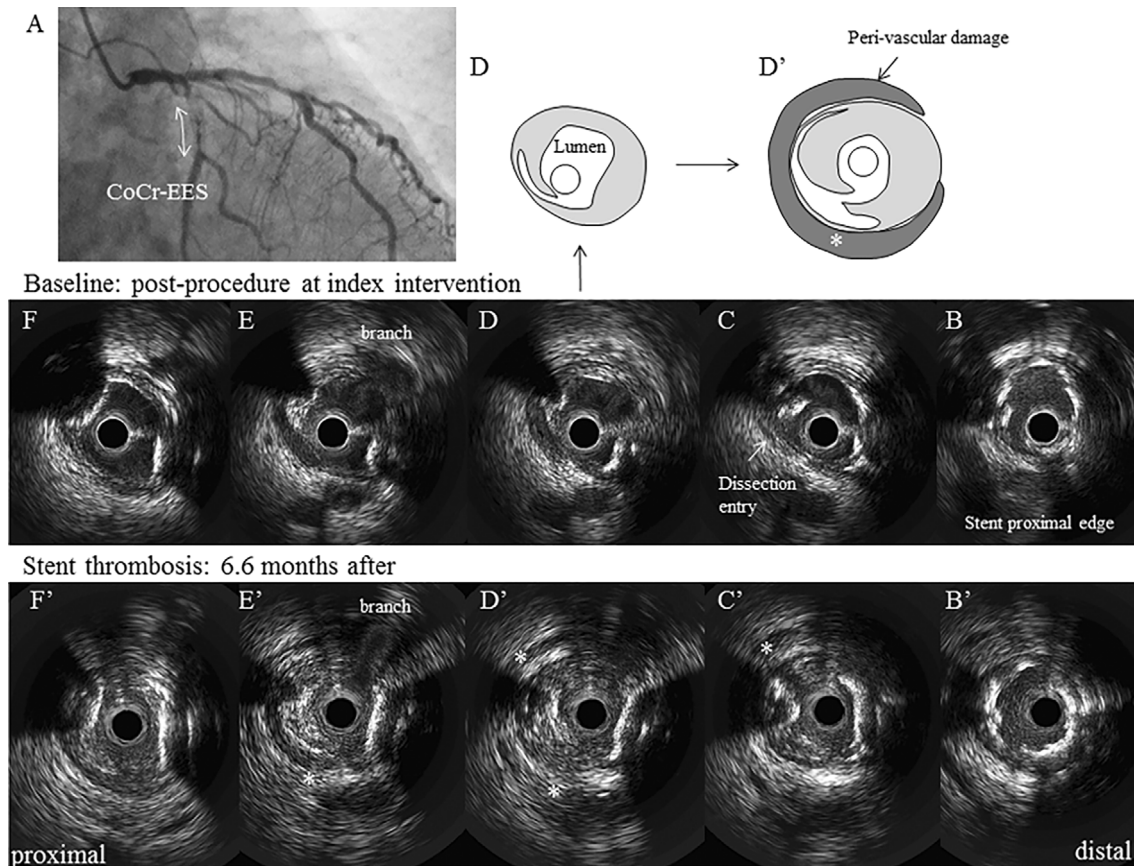 A
CoCr-EES
D
Lumen
D’
Peri-vascular damage
*
Baseline: post-procedure at index intervention
F
E
branch
D
C
Dissection
entry
B
Stent proximal edge
Stent thrombosis: 6.6 months after
F’
proximal
E’
branch
*
D’
*
*
C’
*
B’
distal